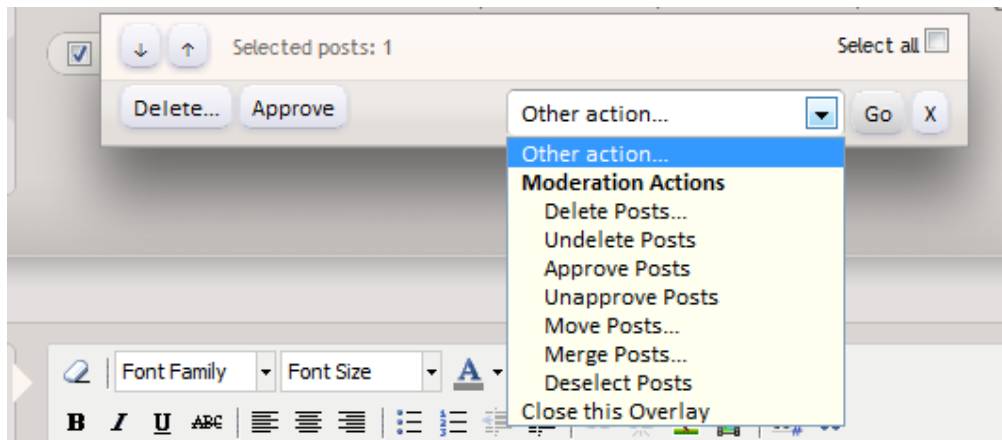 Selected posts: 1
Select all
Delete... Approve Other action... Go X
Other action...
Moderation Actions
Delete Posts...
Undelete Posts
Approve Posts
Unapprove Posts
Move Posts...
Merge Posts...
Deselect Posts
Close this Overlay
Font Family Font Size A
B I U ABC